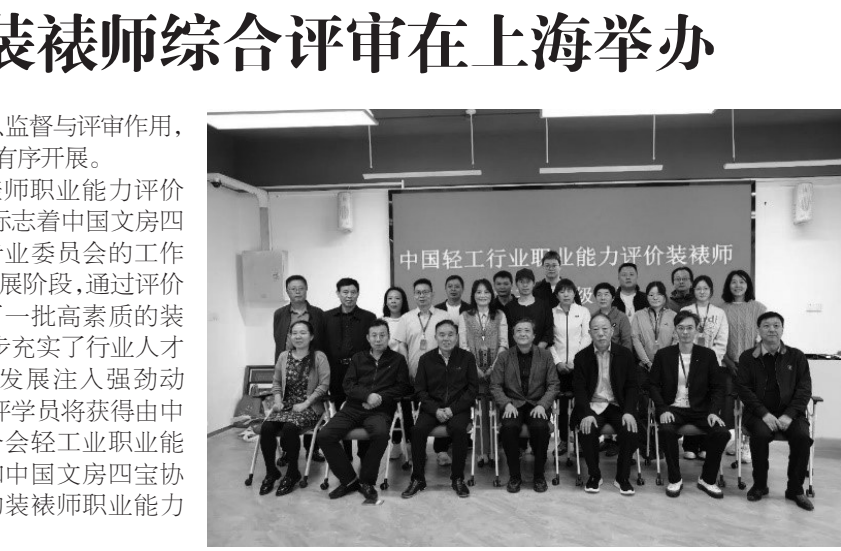 装裱师综合评审在上海举办
监督与评审作用，
有序开展。
师职业能力评价
标志着中国文房四
业委员会的工作
展阶段，通过评价
一批高素质的装
步充实了行业人才
发展注入强劲动
评学员将获得由中
会轻工业职业能
和中国文房四宝协
装裱师职业能力
中国轻工行业职业能力评价装裱师
级